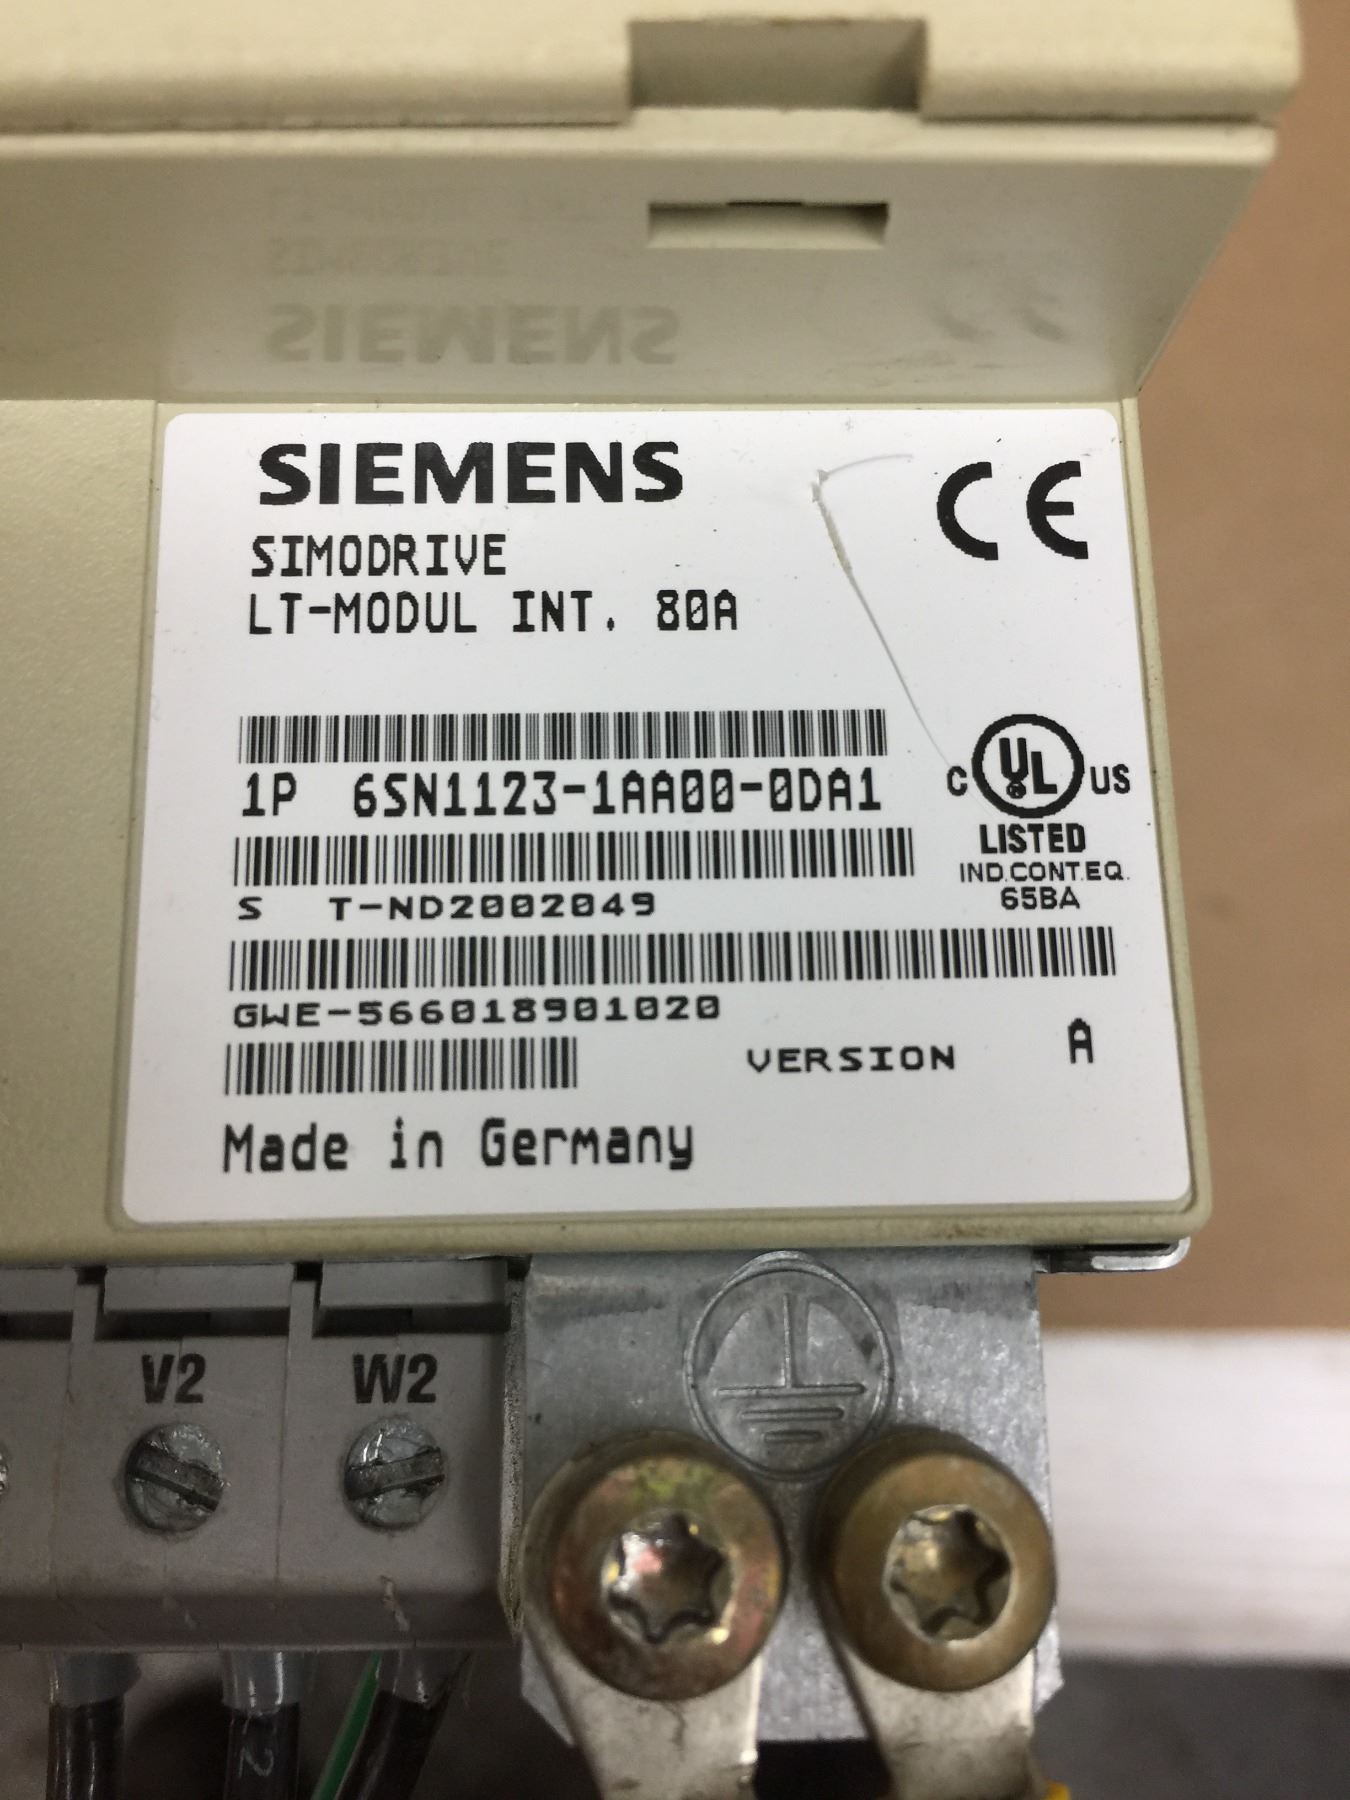 SIEMENS
CE
SIMODRIVE
LT-MODUL INT. 80A
1P 6SN1123-1AA00-0DA1
C UL US
LISTED
IND.CONT.EQ.
65BA
S T-ND2002049
GWE-566018901020
VERSION A
Made in Germany
V2 W2
2